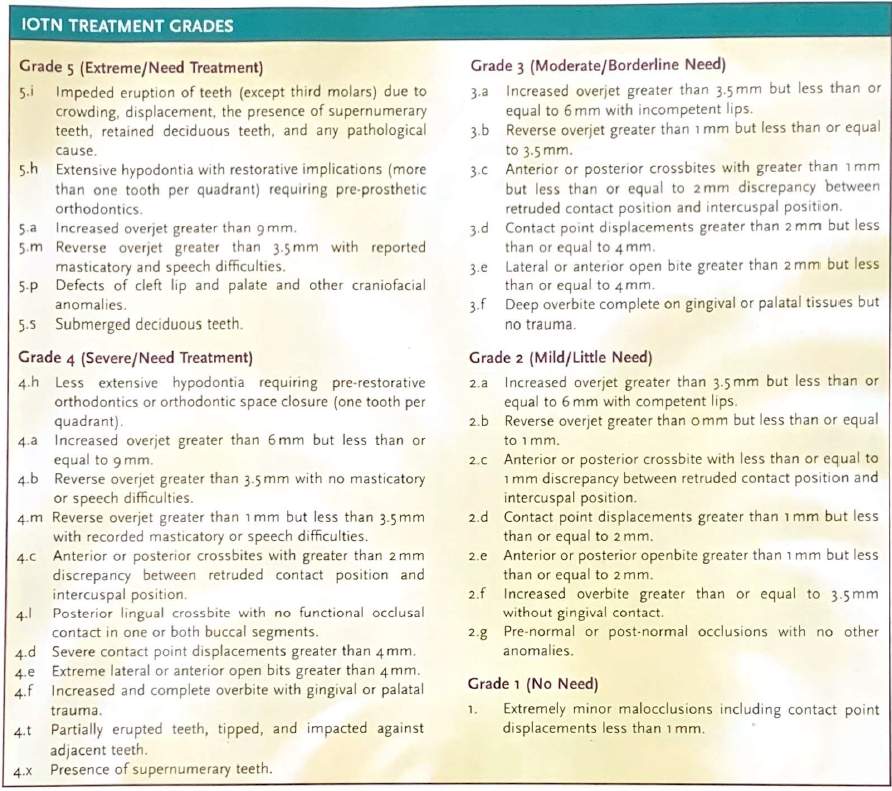 IOTN TREATMENT GRADES
Grade 5 (Extreme/Need Treatment)
5.i Impeded eruption of teeth (except third molars) due to
crowding, displacement, the presence of supernumerary
teeth, retained deciduous teeth, and any pathological
cause.
5.h Extensive hypodontia with restorative implications (more
than one tooth per quadrant) requiring pre-prosthetic
orthodontics.
5.a Increased overjet greater than 9 mm.
5.m Reverse overjet greater than 3.5 mm with reported
masticatory and speech difficulties.
5.p Defects of cleft lip and palate and other craniofacial
anomalies.
5.s Submerged deciduous teeth.
Grade 4 (Severe/Need Treatment)
4.h Less extensive hypodontia requiring pre-restorative
orthodontics or orthodontic space closure (one tooth per
quadrant).
4.a Increased overjet greater than 6 mm but less than or
equal to 9 mm.
4.b Reverse overjet greater than 3.5 mm with no masticatory
or speech difficulties.
4.m Reverse overjet greater than 1 mm but less than 3.5 mm
with recorded masticatory or speech difficulties.
4.c Anterior or posterior crossbites with greater than 2 mm
discrepancy between retruded contact position and
intercuspal position.
4.l Posterior lingual crossbite with no functional occlusal
contact in one or both buccal segments.
4.d Severe contact point displacements greater than 4 mm.
4.e Extreme lateral or anterior open bits greater than 4 mm.
4.f Increased and complete overbite with gingival or palatal
trauma.
4.t Partially erupted teeth, tipped, and impacted against
adjacent teeth.
4.x Presence of supernumerary teeth.
Grade 3 (Moderate/Borderline Need)
3.a Increased overjet greater than 3.5 mm but less than or
equal to 6 mm with incompetent lips.
3.b Reverse overjet greater than 1 mm but less than or equal
to 3.5 mm.
3.c Anterior or posterior crossbites with greater than 1 mm
but less than or equal to 2 mm discrepancy between
retruded contact position and intercuspal position.
3.d Contact point displacements greater than 2 mm but less
than or equal to 4 mm.
3.e Lateral or anterior open bite greater than 2 mm but less
than or equal to 4 mm.
3.f Deep overbite complete on gingival or palatal tissues but
no trauma.
Grade 2 (Mild/Little Need)
2.a Increased overjet greater than 3.5 mm but less than or
equal to 6 mm with competent lips.
2.b Reverse overjet greater than 0 mm but less than or equal
to 1 mm.
2.c Anterior or posterior crossbite with less than or equal to
1 mm discrepancy between retruded contact position and
intercuspal position.
2.d Contact point displacements greater than 1 mm but less
than or equal to 2 mm.
2.e Anterior or posterior openbite greater than 1 mm but less
than or equal to 2 mm.
2.f Increased overbite greater than or equal to 3.5 mm
without gingival contact.
2.g Pre-normal or post-normal occlusions with no other
anomalies.
Grade 1 (No Need)
1. Extremely minor malocclusions including contact point
displacements less than 1 mm.